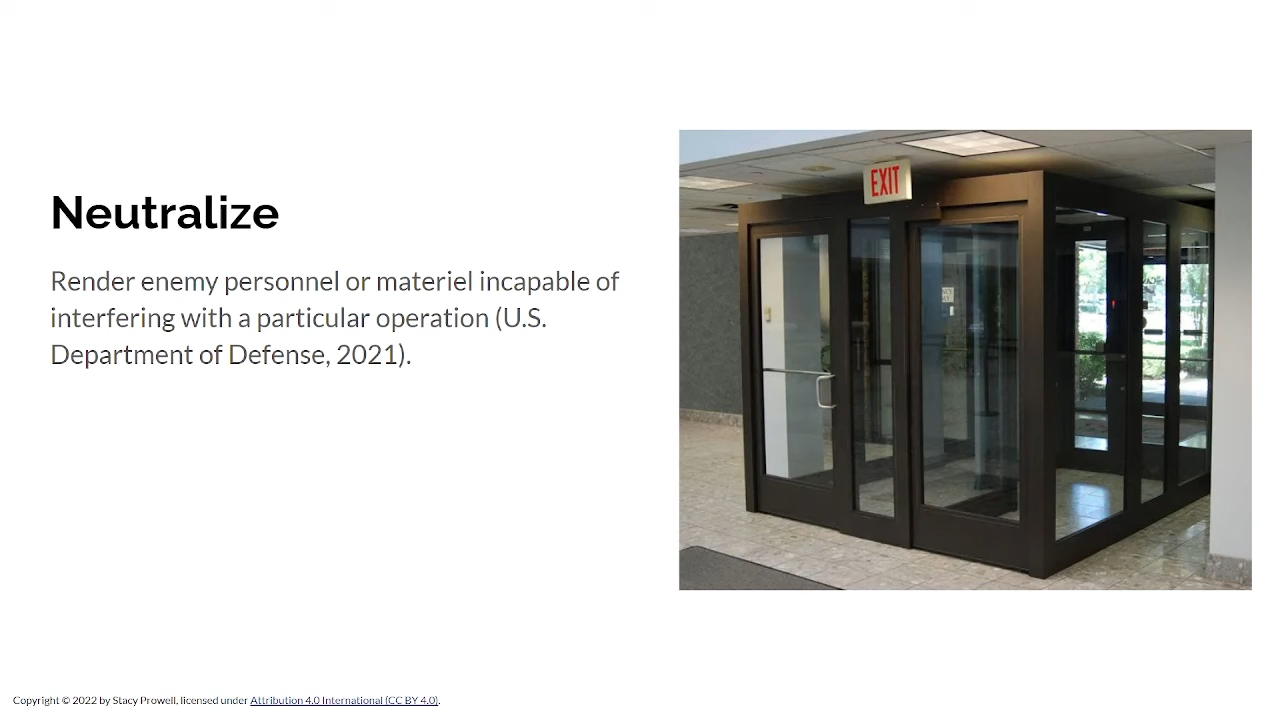 Neutralize
Render enemy personnel or materiel incapable of
interfering with a particular operation (U.S.
Department of Defense, 2021).
EXIT
Copyright © 2022 by Stacy Prowell, licensed under Attribution 4.0 International (CC BY 4.0).